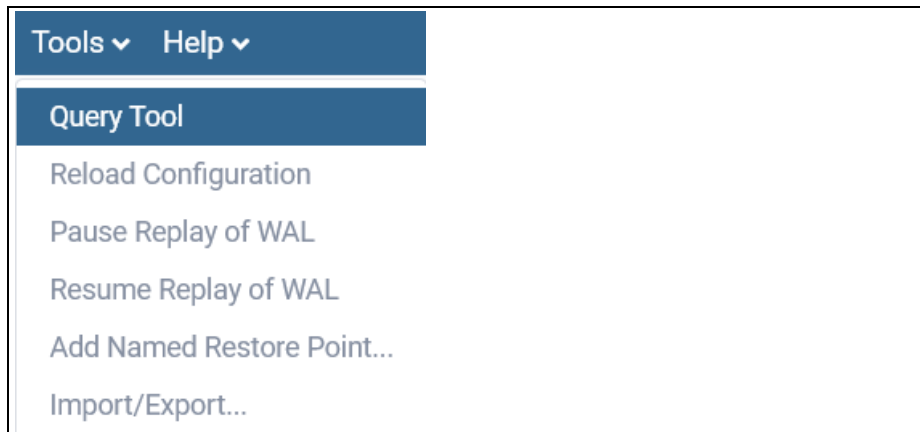 Tools Help
Query Tool
Reload Configuration
Pause Replay of WAL
Resume Replay of WAL
Add Named Restore Point...
Import/Export...